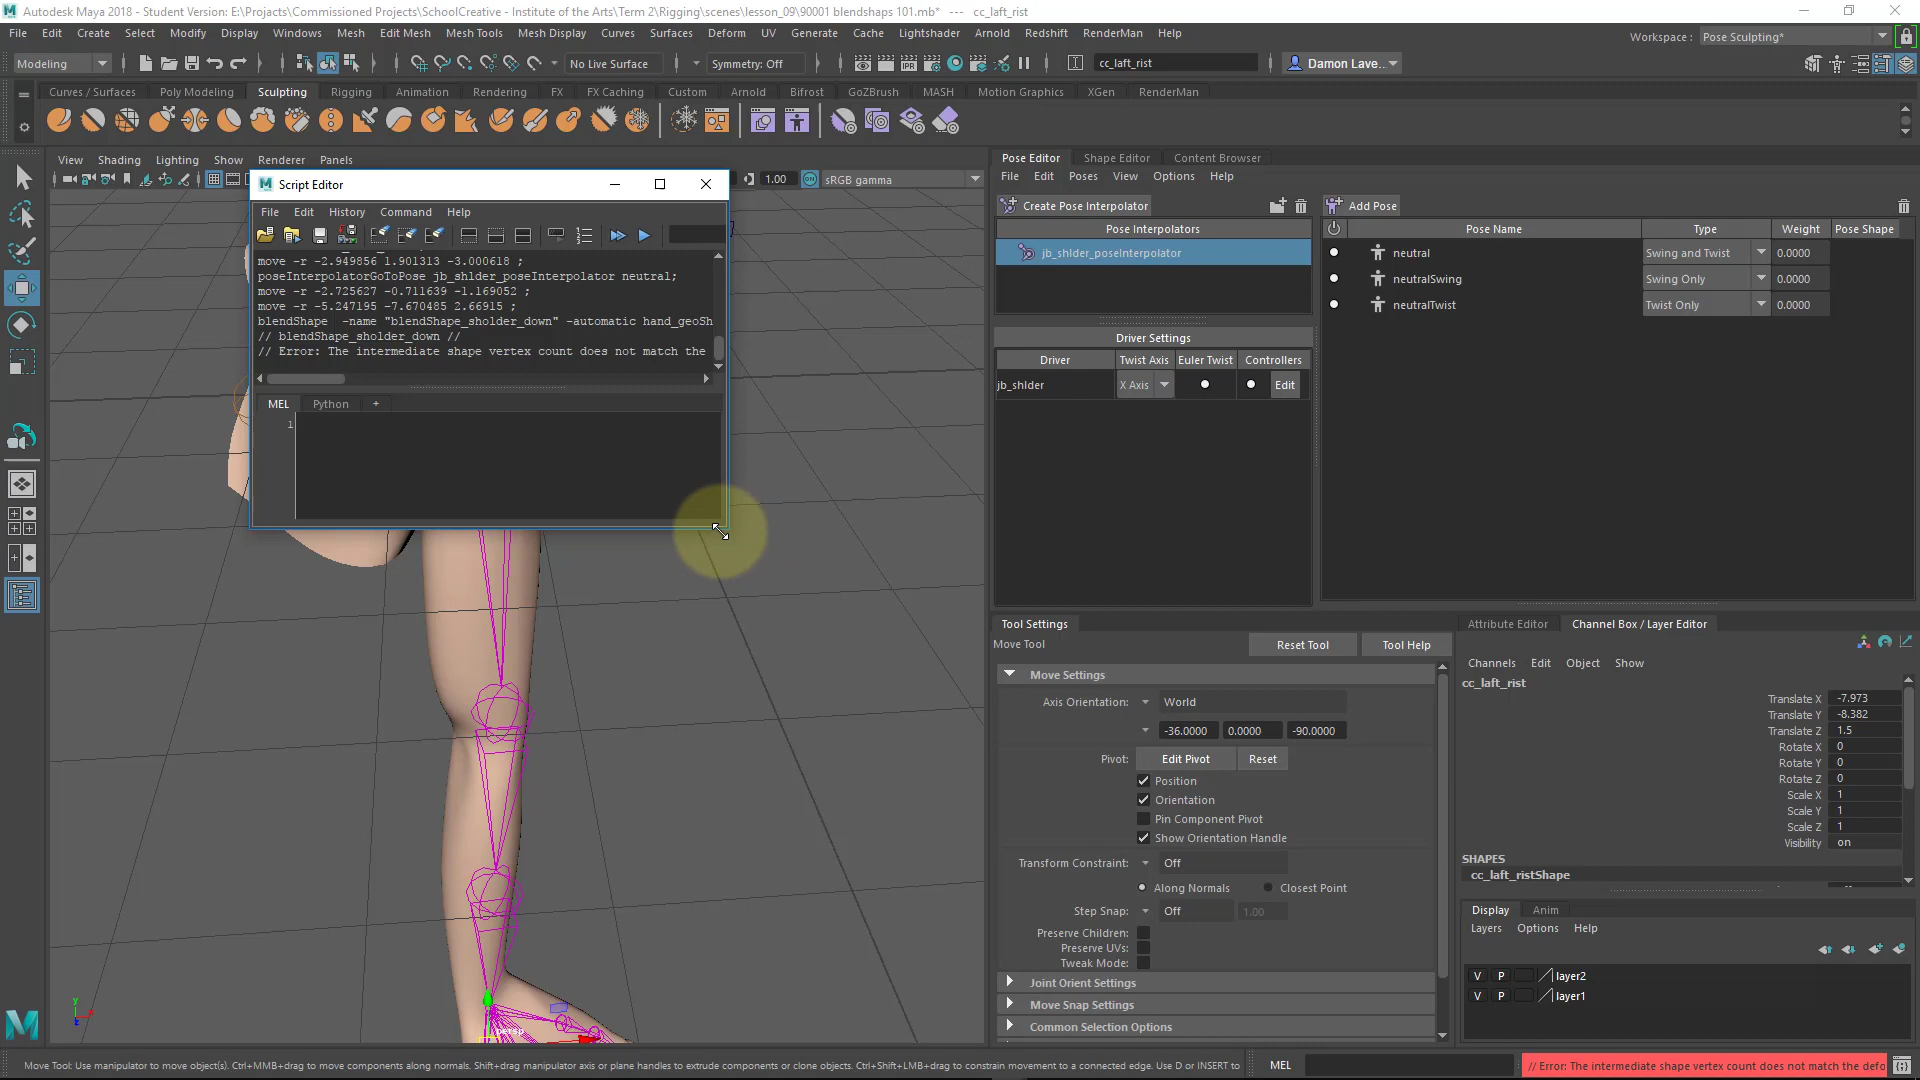 Autodesk Maya 2018 - Student Version: E:\Projects\Commissioned Projects\SchoolCreative - Institute of the Arts\Term 2\Rigging\scenes\lesson_09\90001 blendshaps 101.mb* --- cc_laft_rist
File Edit Create Select Modify Display Windows Mesh Edit Mesh Mesh Tools Mesh Display Curves Surfaces Deform UV Generate Cache Lightshader Arnold Redshift RenderMan Help
Workspace : Pose Sculpting*
Modeling No Live Surface Symmetry: Off cc_laft_rist Damon Lave...
Curves / Surfaces Poly Modeling Sculpting Rigging Animation Rendering FX FX Caching Custom Arnold Bifrost GoZBrush MASH Motion Graphics XGen RenderMan
View Shading Lighting Show Renderer Panels
1.00 ON sRGB gamma
Script Editor
File Edit History Command Help
move -r -2.949856 1.901313 -3.000618 ;
poseInterpolatorGoToPose jb_shlder_poseInterpolator neutral;
move -r -2.725627 -0.711639 -1.169052 ;
move -r -5.247195 -7.670485 2.66915 ;
blendShape -name "blendShape_sholder_down" -automatic hand_geoSh
// blendShape_sholder_down //
// Error: The intermediate shape vertex count does not match the
MEL Python +
1
persp
y
z
Pose Editor Shape Editor Content Browser
File Edit Poses View Options Help
Create Pose Interpolator Add Pose
Pose Interpolators
jb_shlder_poseInterpolator
Pose Name Type Weight Pose Shape
neutral Swing and Twist 0.0000
neutralSwing Swing Only 0.0000
neutralTwist Twist Only 0.0000
Driver Settings
Driver Twist Axis Euler Twist Controllers
jb_shlder X Axis Edit
Tool Settings
Move Tool Reset Tool Tool Help
Move Settings
Axis Orientation: World
-36.0000 0.0000 -90.0000
Pivot: Edit Pivot Reset
Position
Orientation
Pin Component Pivot
Show Orientation Handle
Transform Constraint: Off
Along Normals Closest Point
Step Snap: Off 1.00
Preserve Children:
Preserve UVs:
Tweak Mode:
Joint Orient Settings
Move Snap Settings
Common Selection Options
Attribute Editor Channel Box / Layer Editor
Channels Edit Object Show
cc_laft_rist
Translate X -7.973
Translate Y -8.382
Translate Z 1.5
Rotate X 0
Rotate Y 0
Rotate Z 0
Scale X 1
Scale Y 1
Scale Z 1
Visibility on
SHAPES
cc_laft_ristShape
Display Anim
Layers Options Help
V P layer2
V P layer1
Move Tool: Use manipulator to move object(s). Ctrl+MMB+drag to move components along normals. Shift+drag manipulator axis or plane handles to extrude components or clone objects. Ctrl+Shift+LMB+drag to constrain movement to a connected edge. Use D or INSERT to
MEL
// Error: The intermediate shape vertex count does not match the defo